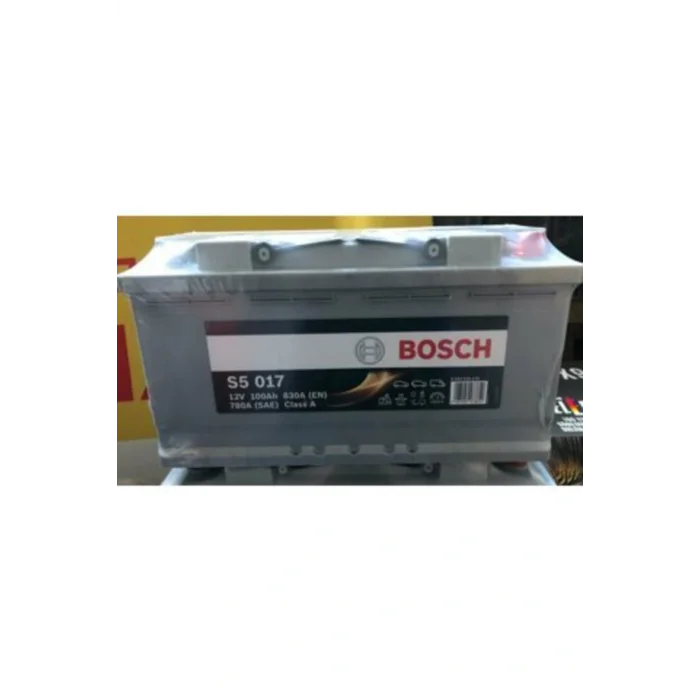 BOSCH
S5 017
12V 100Ah 830A (EN)
780A (SAE) Class A